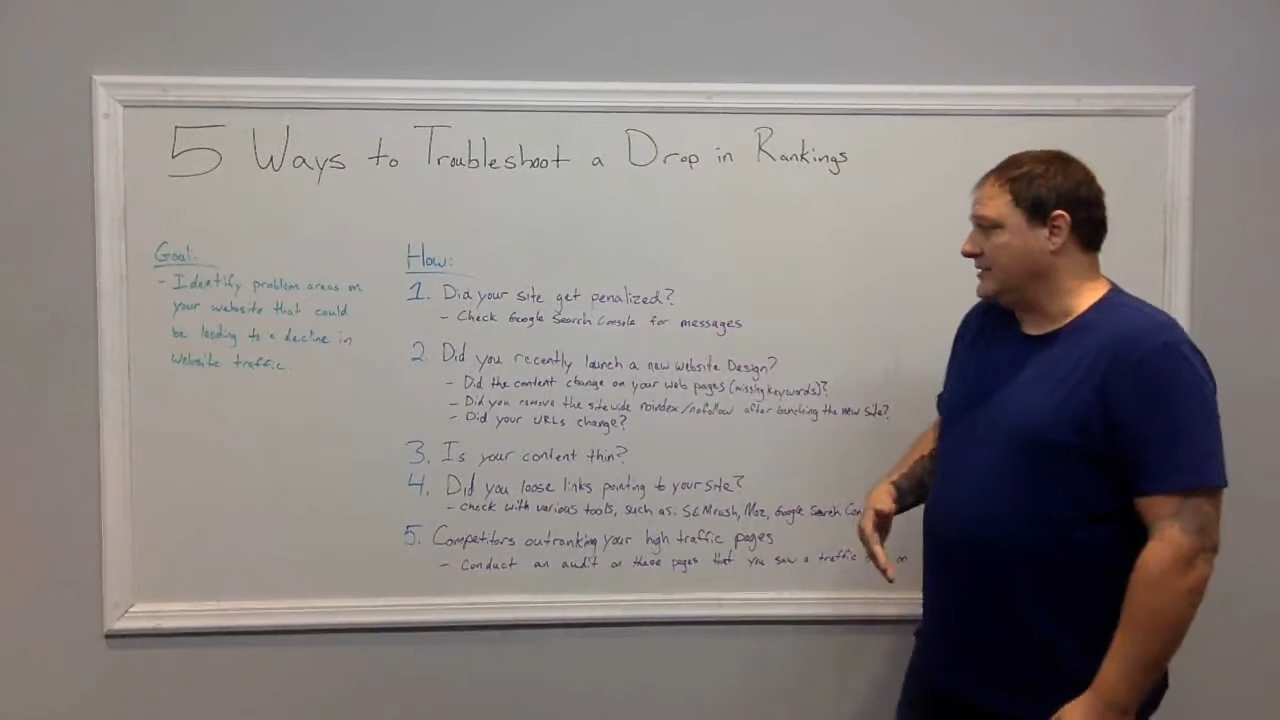 5 Ways to Troubleshoot a Drop in Rankings
Goal:
- Identify problem areas on
your website that could
be leading to a decline in
website traffic.
How:
1. Did your site get penalized?
- Check Google Search Console for messages
2 Did you recently launch a new website Design?
- Did the content change on your web pages (missing keywords)?
- Did you remove the sitewide noindex/nofollow after launching the new site?
- Did your URLs change?
3. Is your content thin?
4. Did you loose links pointing to your site?
- Check with various tools, such as: SEMrush, Moz, Google Search Con
5. Competitors outranking your high traffic pages
- Conduct an audit on these pages that you saw a traffic on